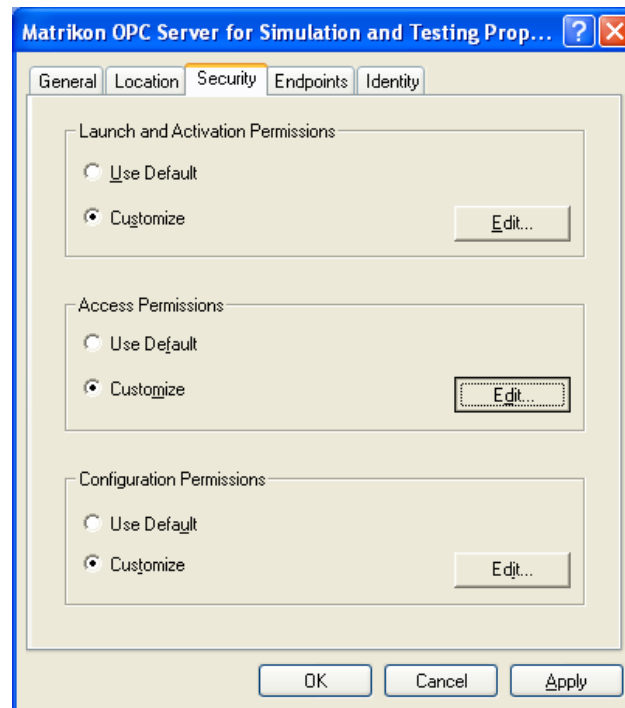 Matrikon OPC Server for Simulation and Testing Prop...
General Location Security Endpoints Identity
Launch and Activation Permissions
Use Default
Customize
Edit...
Access Permissions
Use Default
Customize
Edit...
Configuration Permissions
Use Default
Customize
Edit...
OK Cancel Apply